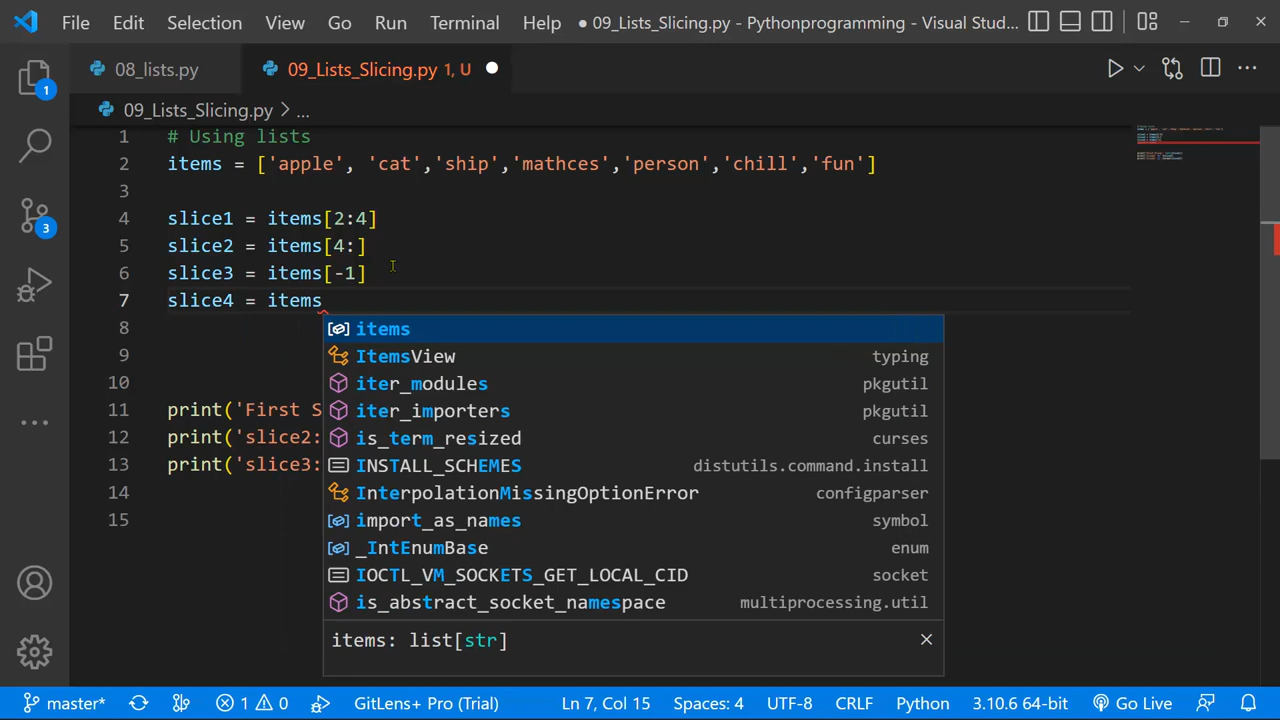 File Edit Selection View Go Run Terminal Help ● 09_Lists_Slicing.py - Pythonprogramming - Visual Stud...
08_lists.py 09_Lists_Slicing.py 1, U
09_Lists_Slicing.py > ...
1 # Using lists
2 items = ['apple', 'cat','ship','mathces','person','chill','fun']
3
4 slice1 = items[2:4]
5 slice2 = items[4:]
6 slice3 = items[-1]
7 slice4 = items
8 items
9 ItemsView typing
iter_modules pkgutil
10
11 print('First S iter_importers pkgutil
12 print('slice2: is_term_resized curses
13 print('slice3: INSTALL_SCHEMES distutils.command.install
14 InterpolationMissingOptionError configparser
15 import_as_names symbol
_IntEnumBase enum
IOCTL_VM_SOCKETS_GET_LOCAL_CID socket
is_abstract_socket_namespace multiprocessing.util
items: list[str]
1
3
master* 1 0 GitLens+ Pro (Trial) Ln 7, Col 15 Spaces: 4 UTF-8 CRLF Python 3.10.6 64-bit Go Live